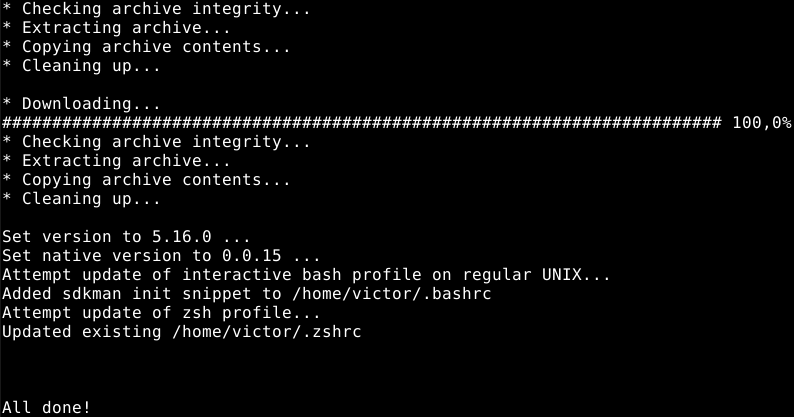 * Checking archive integrity...
* Extracting archive...
* Copying archive contents...
* Cleaning up...
* Downloading...
######################################################################## 100,0%
* Checking archive integrity...
* Extracting archive...
* Copying archive contents...
* Cleaning up...
Set version to 5.16.0 ...
Set native version to 0.0.15 ...
Attempt update of interactive bash profile on regular UNIX...
Added sdkman init snippet to /home/victor/.bashrc
Attempt update of zsh profile...
Updated existing /home/victor/.zshrc
All done!